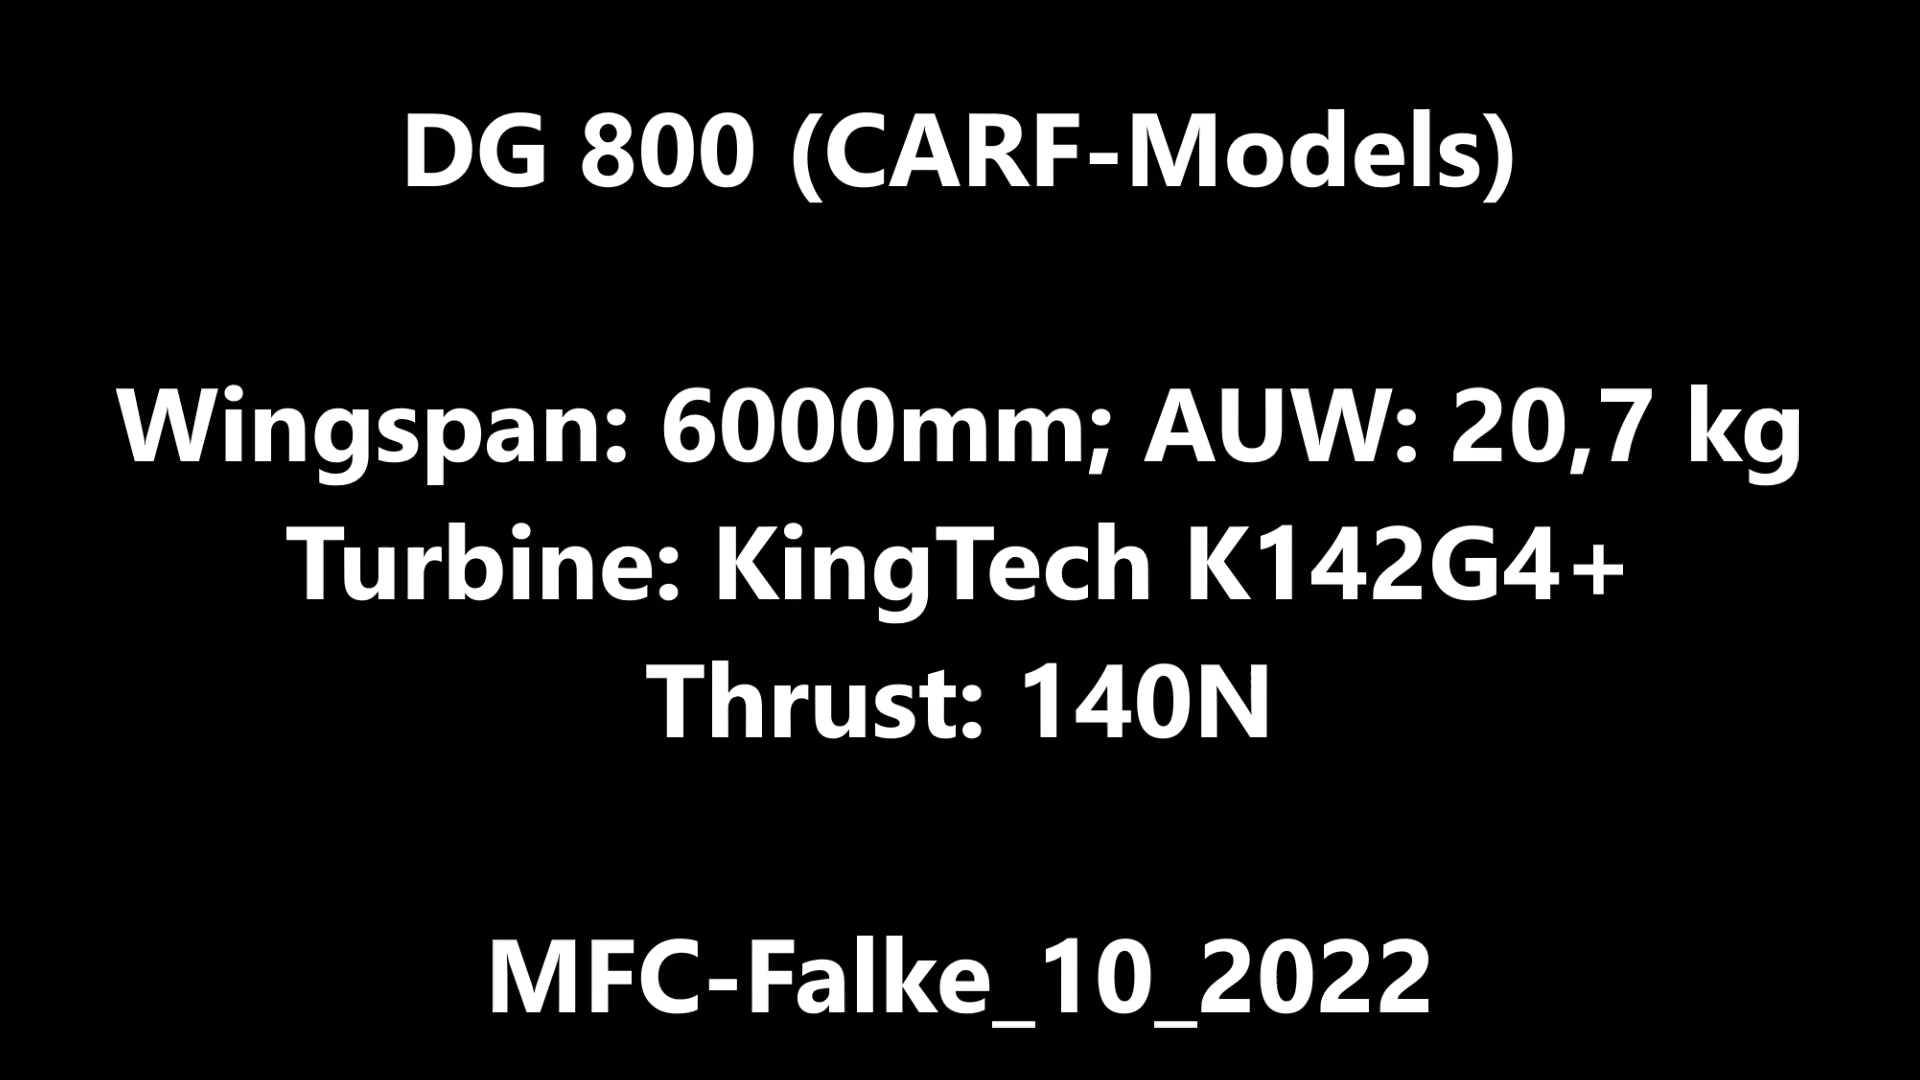 DG 800 (CARF-Models)
Wingspan: 6000mm; AUW: 20,7 kg
Turbine: KingTech K142G4+
Thrust: 140N
MFC-Falke_10_2022